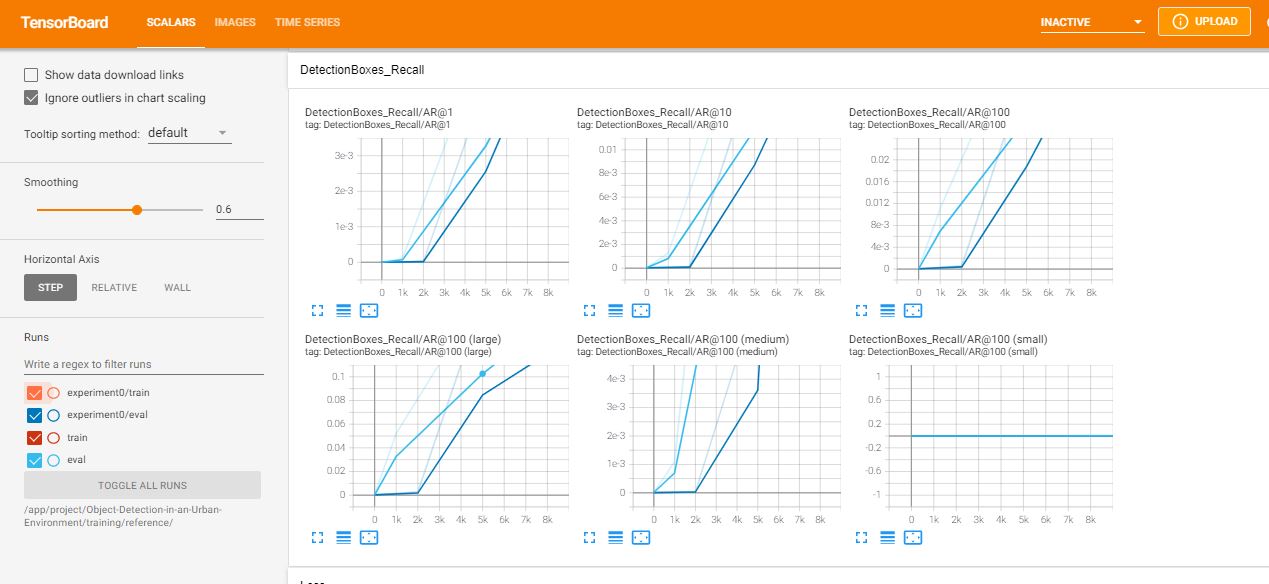 TensorBoard SCALARS IMAGES TIME SERIES INACTIVE UPLOAD
Show data download links
Ignore outliers in chart scaling
Tooltip sorting method: default
Smoothing
0.6
Horizontal Axis
STEP RELATIVE WALL
Runs
Write a regex to filter runs
experiment0/train
experiment0/eval
train
eval
TOGGLE ALL RUNS
/app/project/Object-Detection-in-an-Urban-
Environment/training/reference/
DetectionBoxes_Recall
DetectionBoxes_Recall/AR@1
tag: DetectionBoxes_Recall/AR@1
3e-3
2e-3
1e-3
0
0 1k 2k 3k 4k 5k 6k 7k 8k
DetectionBoxes_Recall/AR@10
tag: DetectionBoxes_Recall/AR@10
0.01
8e-3
6e-3
4e-3
2e-3
0
0 1k 2k 3k 4k 5k 6k 7k 8k
DetectionBoxes_Recall/AR@100
tag: DetectionBoxes_Recall/AR@100
0.02
0.016
0.012
8e-3
4e-3
0
0 1k 2k 3k 4k 5k 6k 7k 8k
DetectionBoxes_Recall/AR@100 (large)
tag: DetectionBoxes_Recall/AR@100 (large)
0.1
0.08
0.06
0.04
0.02
0
0 1k 2k 3k 4k 5k 6k 7k 8k
DetectionBoxes_Recall/AR@100 (medium)
tag: DetectionBoxes_Recall/AR@100 (medium)
4e-3
3e-3
2e-3
1e-3
0
0 1k 2k 3k 4k 5k 6k 7k 8k
DetectionBoxes_Recall/AR@100 (small)
tag: DetectionBoxes_Recall/AR@100 (small)
1
0.6
0.2
-0.2
-0.6
-1
0 1k 2k 3k 4k 5k 6k 7k 8k